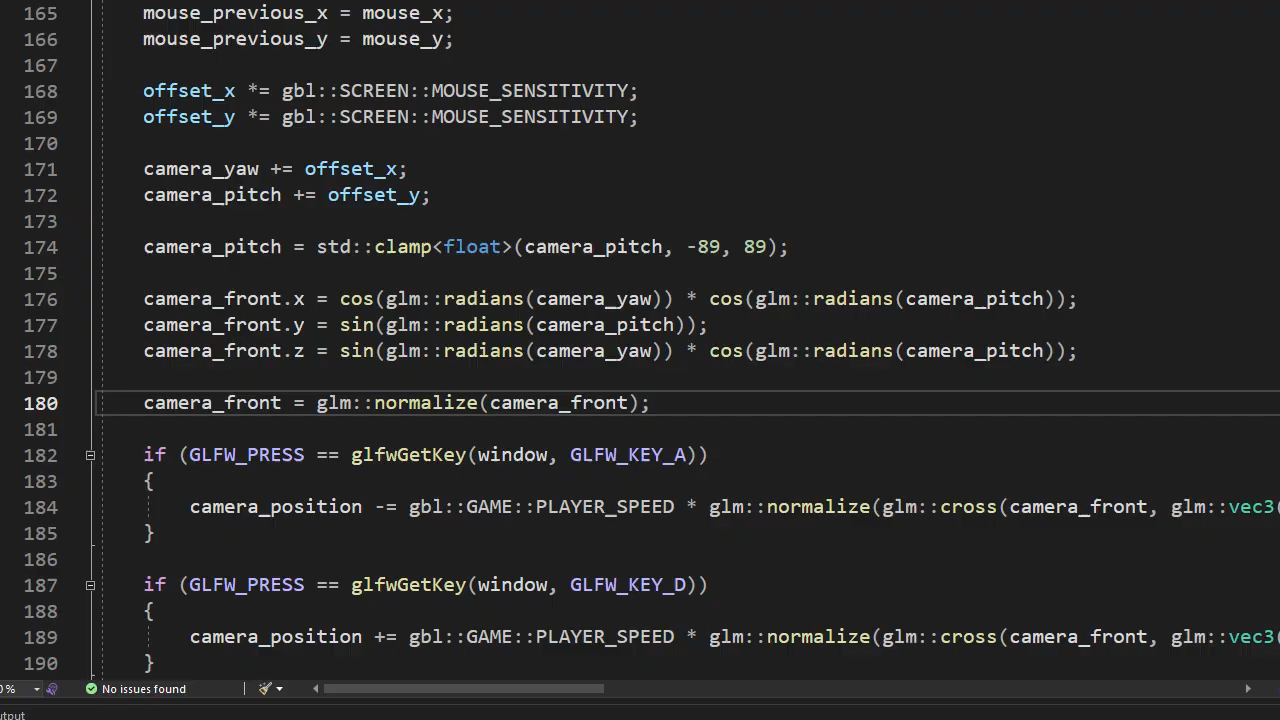 165 mouse_previous_x = mouse_x;
166 mouse_previous_y = mouse_y;
167
168 offset_x *= gbl::SCREEN::MOUSE_SENSITIVITY;
169 offset_y *= gbl::SCREEN::MOUSE_SENSITIVITY;
170
171 camera_yaw += offset_x;
172 camera_pitch += offset_y;
173
174 camera_pitch = std::clamp<float>(camera_pitch, -89, 89);
175
176 camera_front.x = cos(glm::radians(camera_yaw)) * cos(glm::radians(camera_pitch));
177 camera_front.y = sin(glm::radians(camera_pitch));
178 camera_front.z = sin(glm::radians(camera_yaw)) * cos(glm::radians(camera_pitch));
179
180 camera_front = glm::normalize(camera_front);
181
182 if (GLFW_PRESS == glfwGetKey(window, GLFW_KEY_A))
183 {
184 camera_position -= gbl::GAME::PLAYER_SPEED * glm::normalize(glm::cross(camera_front, glm::vec3(
185 }
186
187 if (GLFW_PRESS == glfwGetKey(window, GLFW_KEY_D))
188 {
189 camera_position += gbl::GAME::PLAYER_SPEED * glm::normalize(glm::cross(camera_front, glm::vec3(
190 }
0 % No issues found
utput